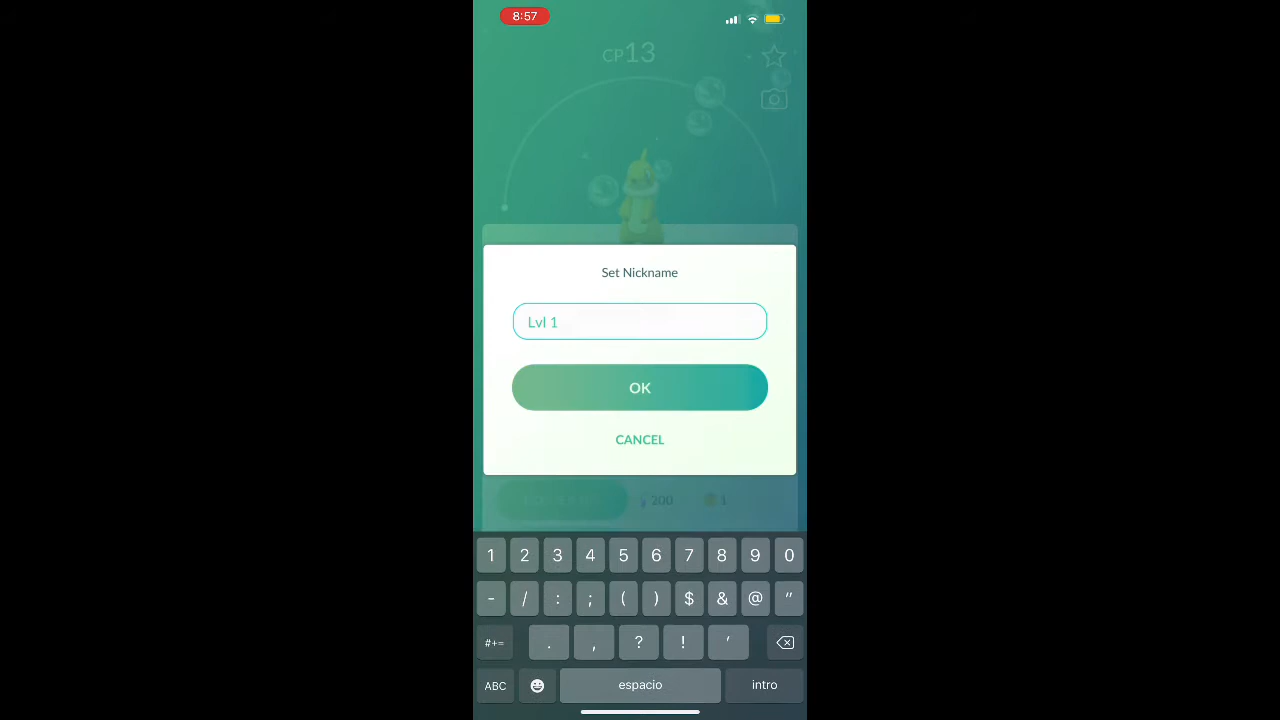 8:57
CP13
Set Nickname
Lvl 1
OK
CANCEL
200 1
1 2 3 4 5 6 7 8 9 0
- / : ; ( ) $ & @ "
#+= . , ? ! ' 
ABC espacio intro